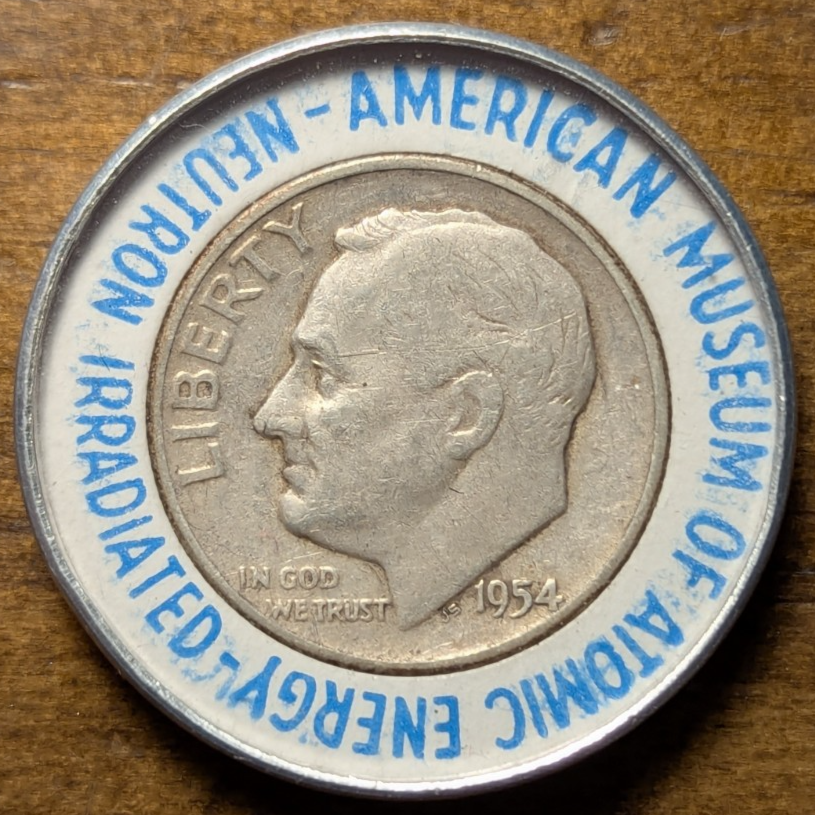 AMERICAN MUSEUM OF ATOMIC ENERGY-
NEUTRON IRRADIATED-
LIBERTY
IN GOD
WE TRUST
JS
1954